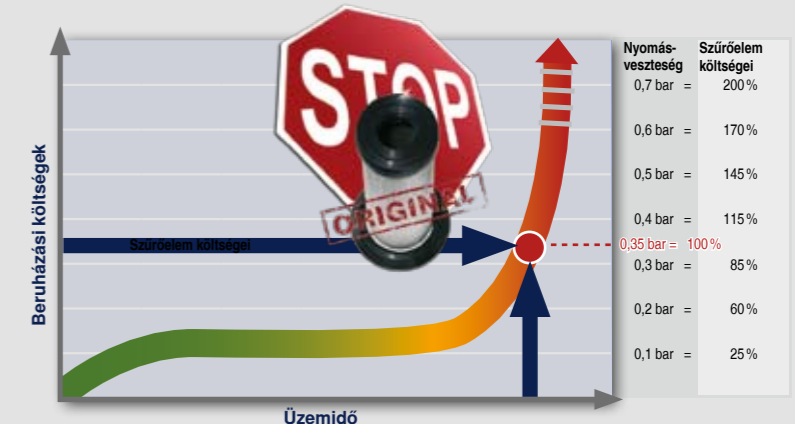 STOP
ORIGINAL
Beruházási költségek
Szűrőelem költségei
Üzemidő
Nyomás- Szűrőelem
veszteség költségei
0,7 bar = 200 %
0,6 bar = 170 %
0,5 bar = 145 %
0,4 bar = 115 %
0,35 bar = 100 %
0,3 bar = 85 %
0,2 bar = 60 %
0,1 bar = 25 %